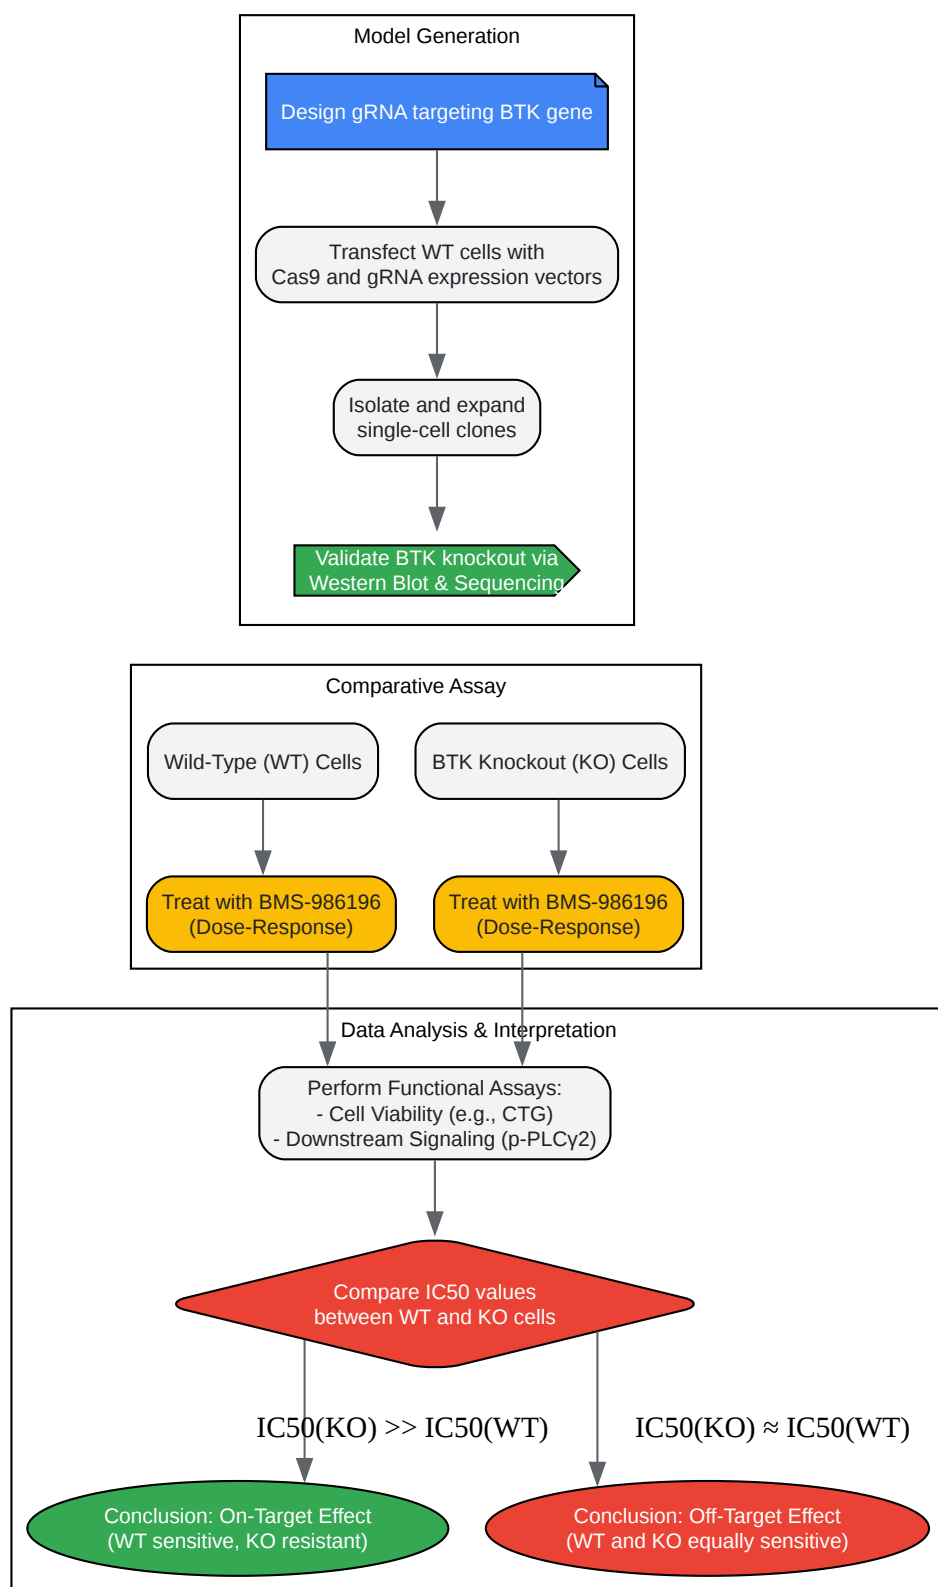 Model Generation
Design gRNA targeting BTK gene
Transfect WT cells with
Cas9 and gRNA expression vectors
Isolate and expand
single-cell clones
Validate BTK knockout via
Western Blot & Sequencing
Comparative Assay
Wild-Type (WT) Cells
BTK Knockout (KO) Cells
Treat with BMS-986196
(Dose-Response)
Treat with BMS-986196
(Dose-Response)
Data Analysis & Interpretation
Perform Functional Assays:
- Cell Viability (e.g., CTG)
- Downstream Signaling (p-PLCγ2)
Compare IC50 values
between WT and KO cells
IC50(KO) >> IC50(WT)
IC50(KO) ≈ IC50(WT)
Conclusion: On-Target Effect
(WT sensitive, KO resistant)
Conclusion: Off-Target Effect
(WT and KO equally sensitive)